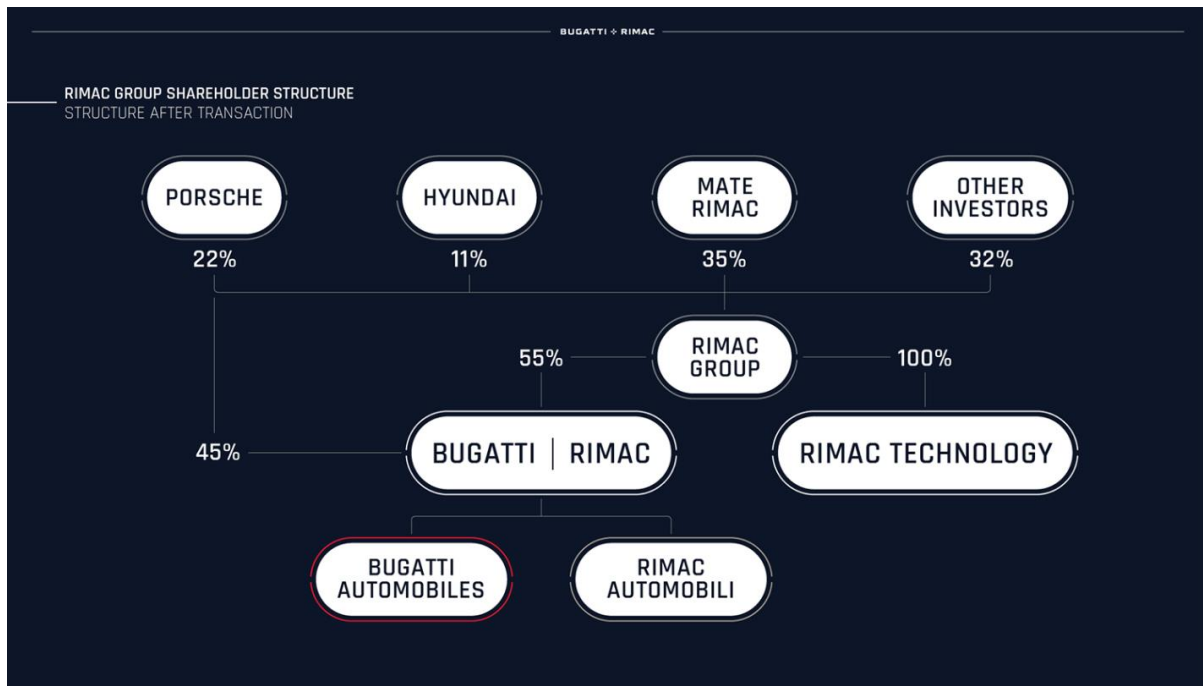 BUGATTI ⊹ RIMAC
RIMAC GROUP SHAREHOLDER STRUCTURE
STRUCTURE AFTER TRANSACTION
PORSCHE
HYUNDAI
MATE
RIMAC
OTHER
INVESTORS
22%
11%
35%
32%
RIMAC
GROUP
55%
100%
45%
BUGATTI | RIMAC
RIMAC TECHNOLOGY
BUGATTI
AUTOMOBILES
RIMAC
AUTOMOBILI